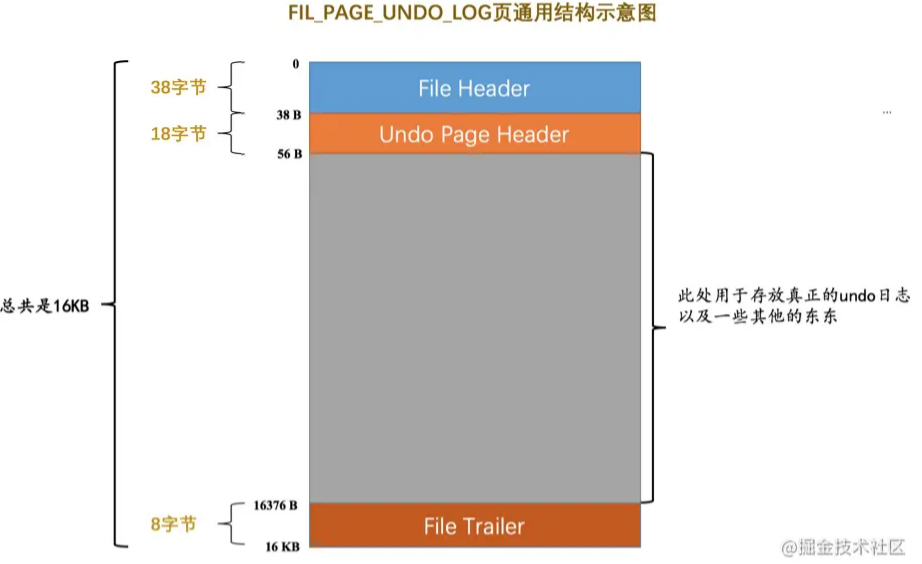 FIL_PAGE_UNDO_LOG页通用结构示意图
0
38字节
File Header
38 B
...
18字节
Undo Page Header
56 B
总共是16KB
此处用于存放真正的undo日志
以及一些其他的东东
16376 B
8字节
File Trailer
16 KB
@掘金技术社区